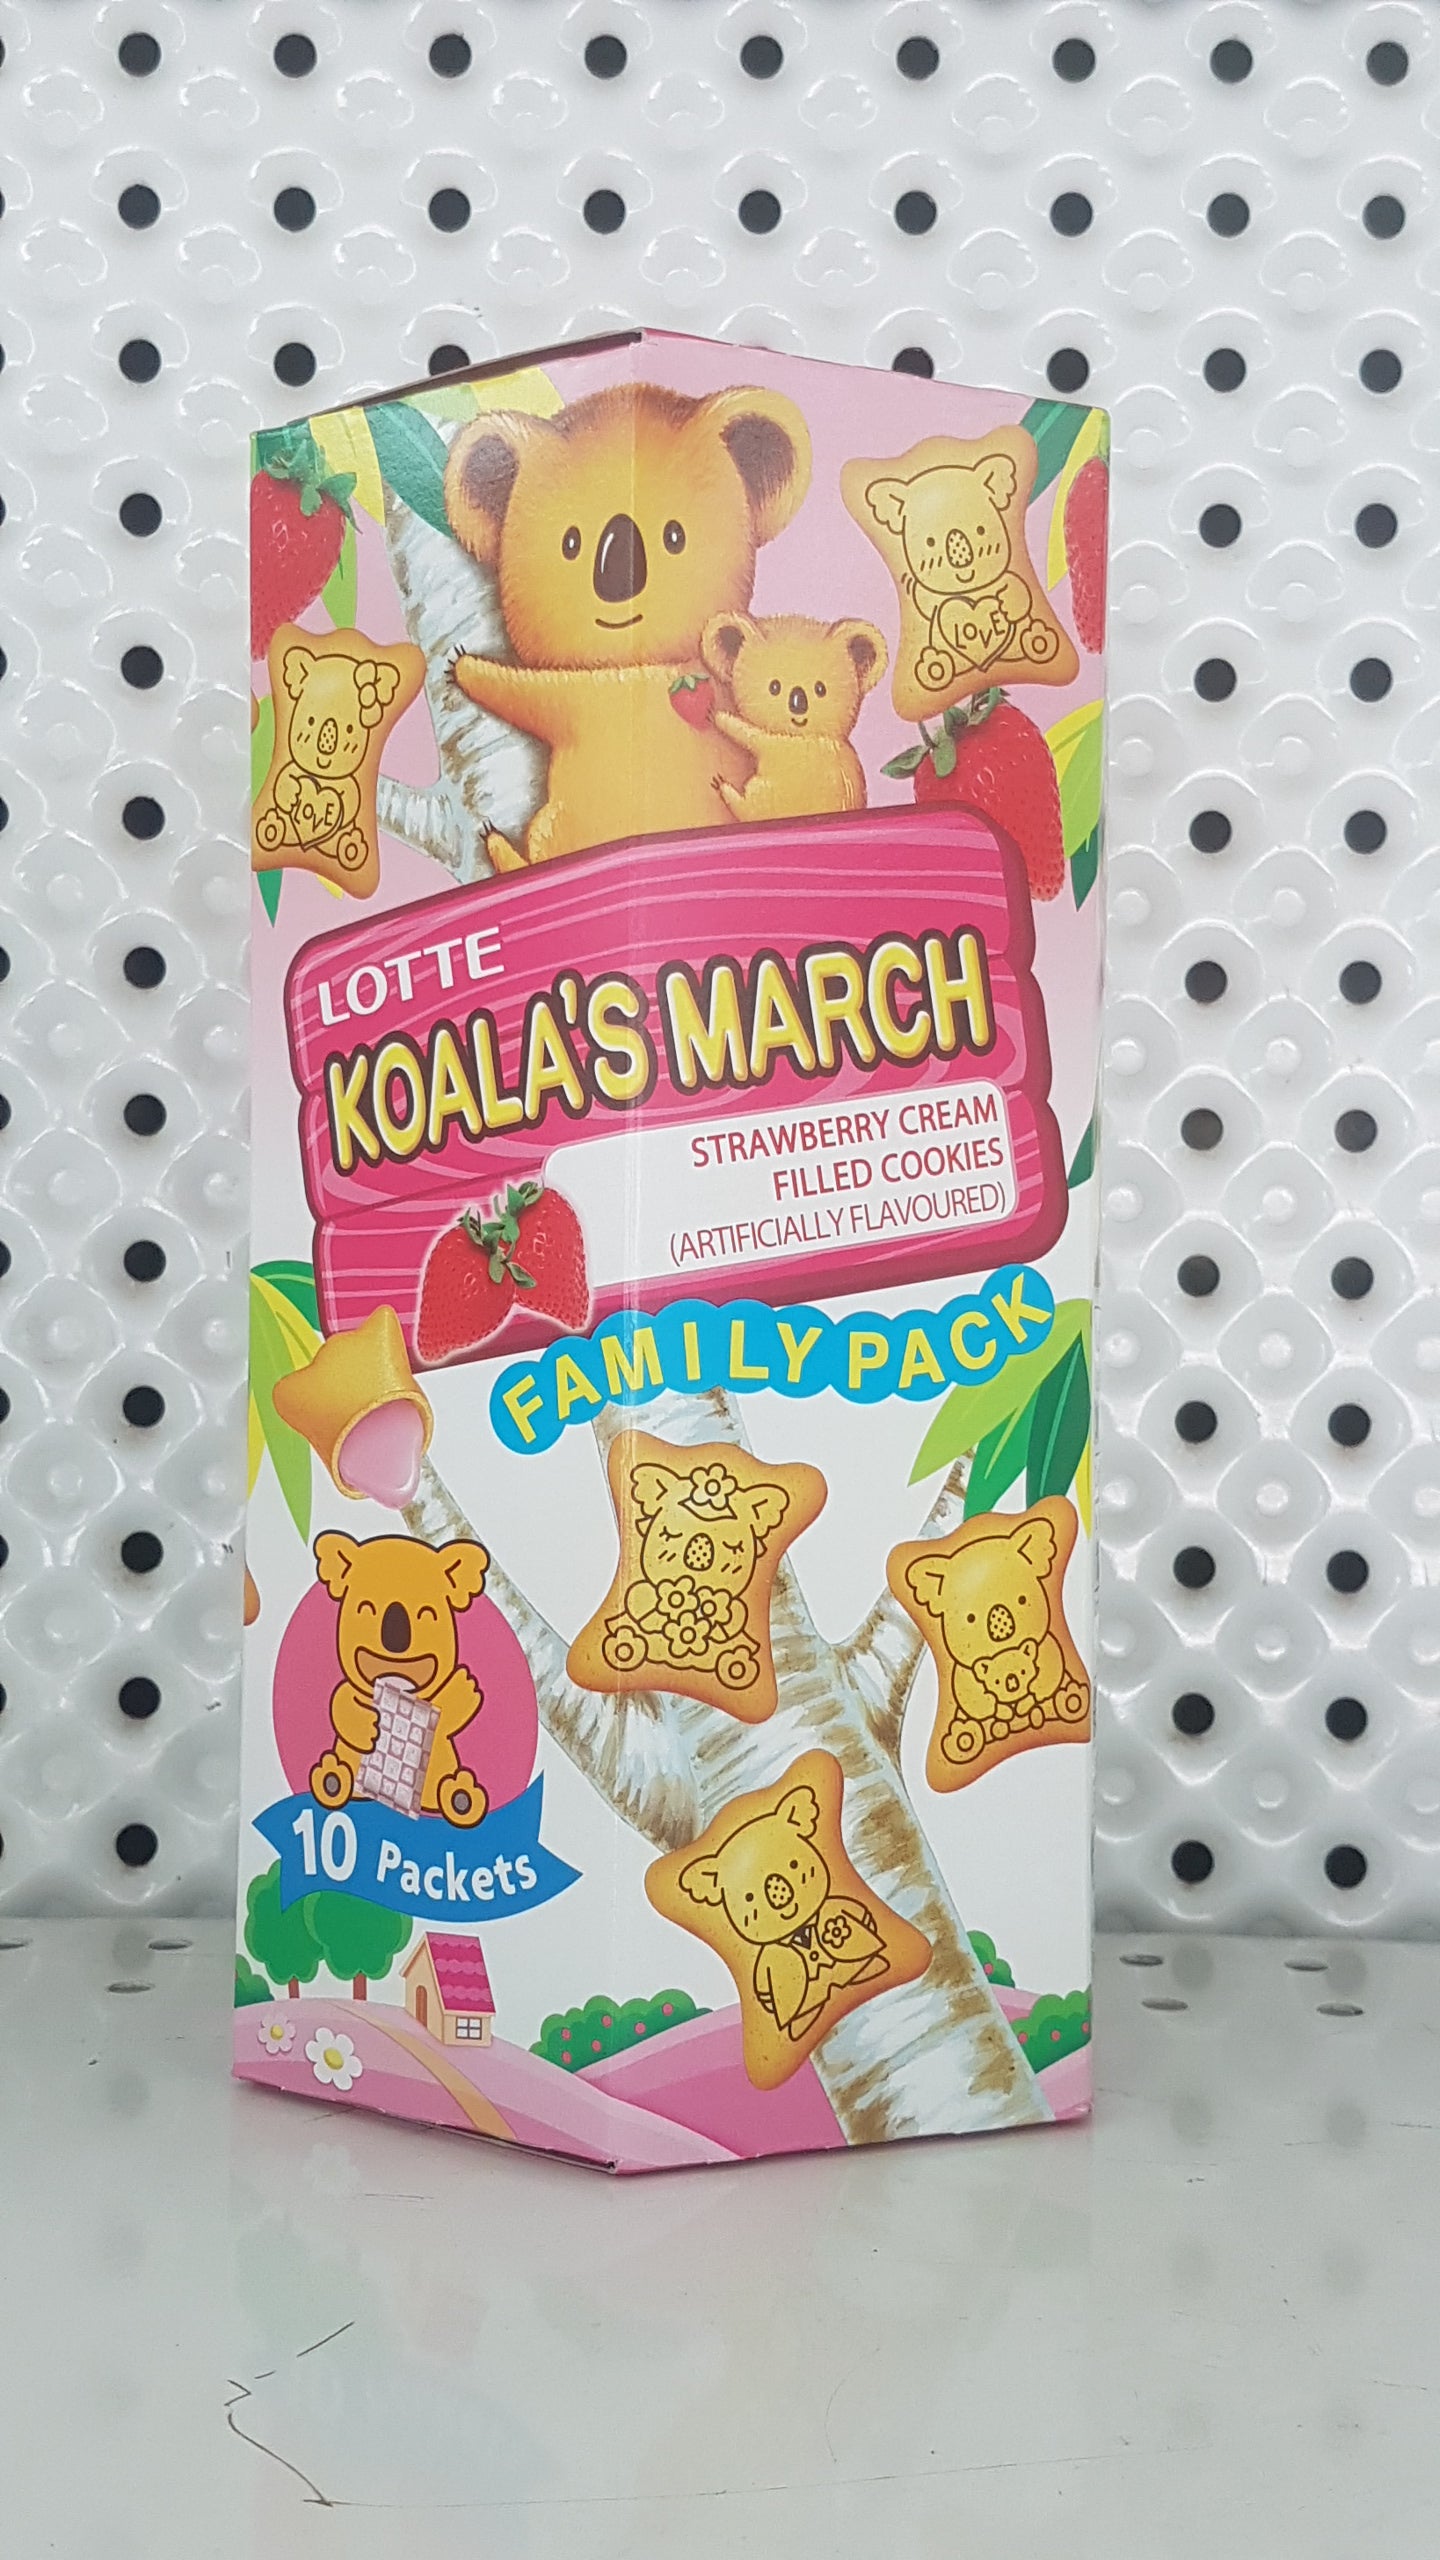 LOVE
LOVE
LOTTE
KOALA'S MARCH
STRAWBERRY CREAM
FILLED COOKIES
(ARTIFICIALLY FLAVOURED)
FAMILY PACK
10 Packets